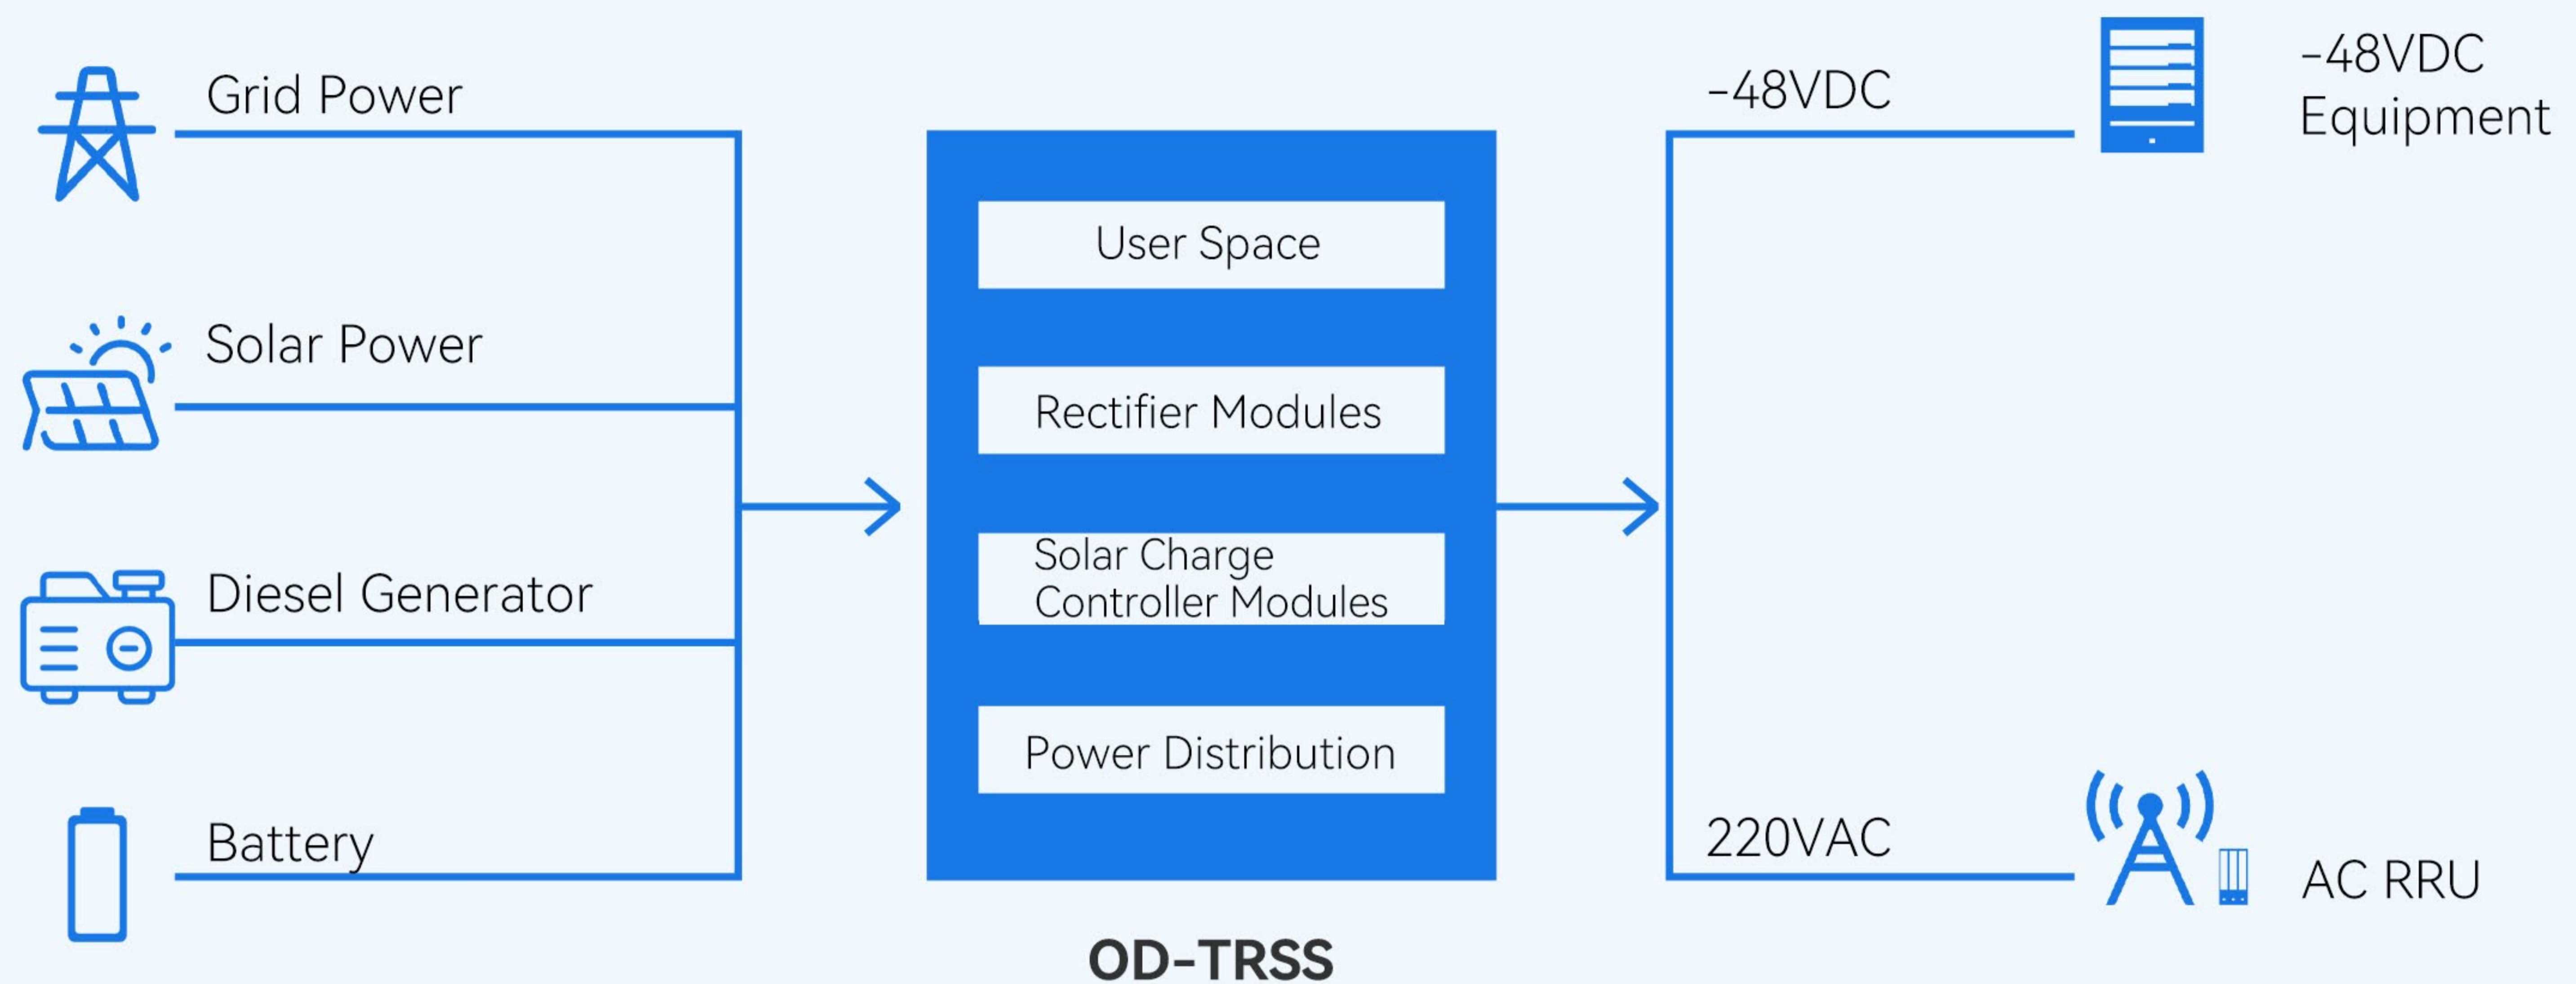 Grid Power
Solar Power
Diesel Generator
Battery
User Space
Rectifier Modules
Solar Charge
Controller Modules
Power Distribution
OD-TRSS
-48VDC
-48VDC
Equipment
220VAC
AC RRU